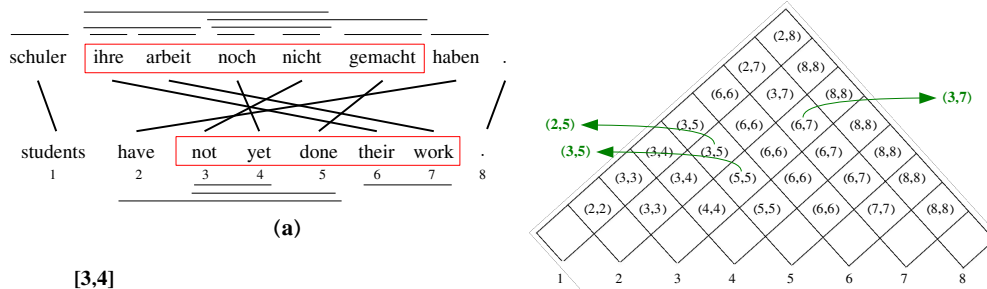 schuler ihre arbeit noch nicht gemacht haben .
students have not yet done their work .
1 2 3 4 5 6 7 8
(a)
[3,4]
(2,8)
(2,7) (8,8)
(6,6) (3,7) (8,8) (3,7)
(2,5) (3,5) (6,6) (6,7) (8,8)
(3,5) (3,4) (3,5) (6,6) (6,7) (8,8)
(3,3) (3,4) (5,5) (6,6) (6,7) (8,8)
(2,2) (3,3) (4,4) (5,5) (6,6) (7,7) (8,8)
1 2 3 4 5 6 7 8